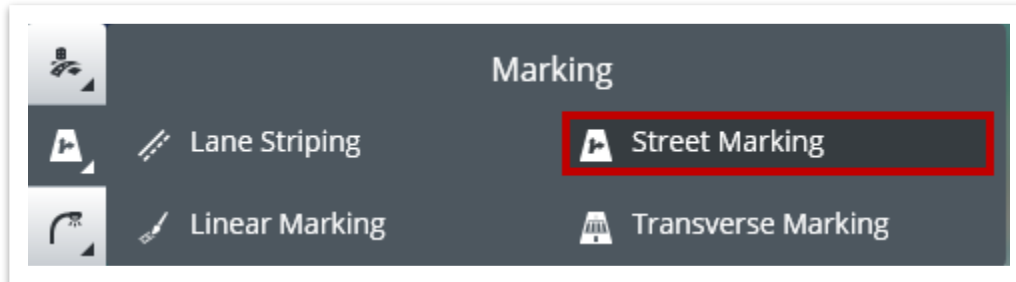 Marking
Lane Striping
Street Marking
Linear Marking
Transverse Marking